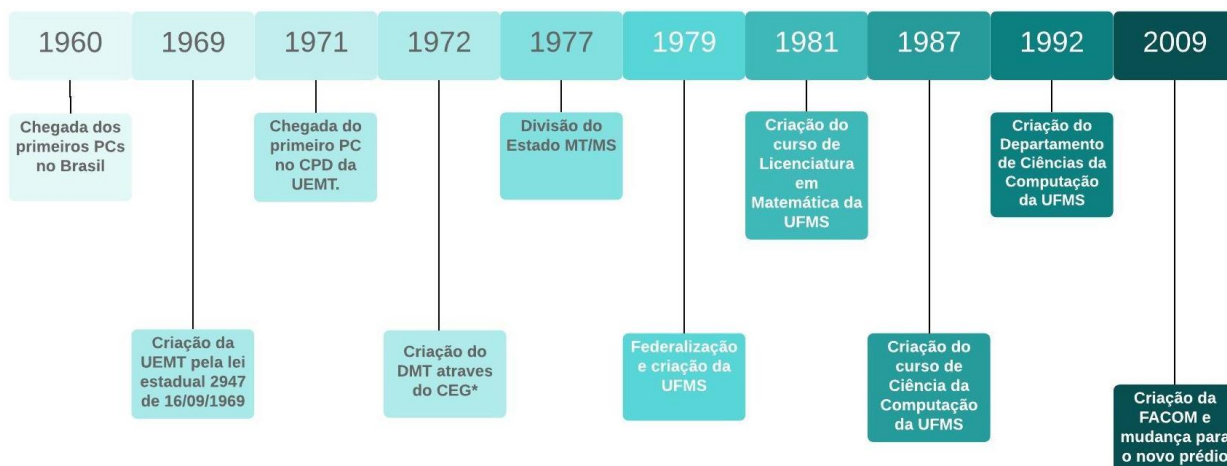 1960
1969
1971
1972
1977
1979
1981
1987
1992
2009
Chegada dos
primeiros PCs
no Brasil
Criação da
UEMT pela lei
estadual 2947
de 16/09/1969
Chegada do
primeiro PC
no CPD da
UEMT.
Criação do
DMT atraves
do CEG*
Divisão do
Estado MT/MS
Federalização
e criação da
UFMS
Criação do
curso de
Licenciatura
em
Matemática da
UFMS
Criação do
curso de
Ciência da
Computação
da UFMS
Criação do
Departamento
de Ciências da
Computação
da UFMS
Criação da
FACOM e
mudança para
o novo prédio